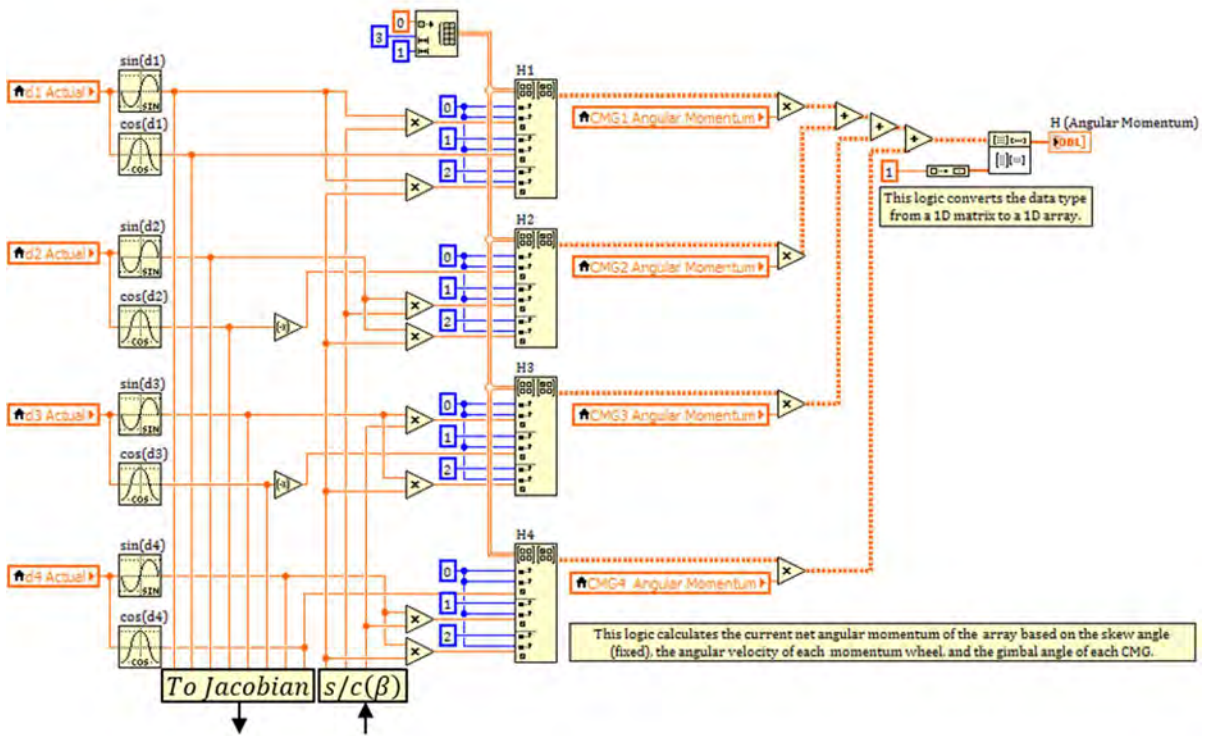 0
3
1
sin(d1)
H1
d1 Actual
SIN
0
CMG1 Angular Momentum
H (Angular Momentum)
DBL
cos(d1)
COS
1
2
1
This logic converts the data type
from a 1D matrix to a 1D array.
sin(d2)
H2
d2 Actual
SIN
0
CMG2 Angular Momentum
cos(d2)
COS
1
2
sin(d3)
H3
d3 Actual
SIN
0
CMG3 Angular Momentum
cos(d3)
COS
1
2
sin(d4)
H4
d4 Actual
SIN
0
CMG4 Angular Momentum
cos(d4)
COS
1
2
This logic calculates the current net angular momentum of the array based on the skew angle
(fixed), the angular velocity of each momentum wheel, and the gimbal angle of each CMG.
To Jacobian
s/c(β)